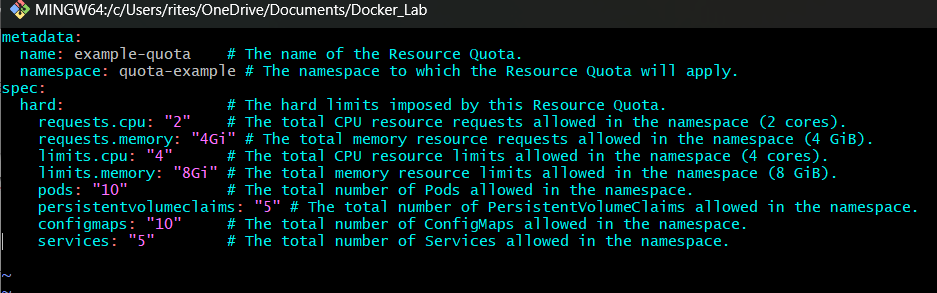 MINGW64:/c/Users/rites/OneDrive/Documents/Docker_Lab
metadata:
  name: example-quota    # The name of the Resource Quota.
  namespace: quota-example # The namespace to which the Resource Quota will apply.
spec:
  hard:                  # The hard limits imposed by this Resource Quota.
    requests.cpu: "2"    # The total CPU resource requests allowed in the namespace (2 cores).
    requests.memory: "4Gi" # The total memory resource requests allowed in the namespace (4 GiB).
    limits.cpu: "4"      # The total CPU resource limits allowed in the namespace (4 cores).
    limits.memory: "8Gi" # The total memory resource limits allowed in the namespace (8 GiB).
    pods: "10"           # The total number of Pods allowed in the namespace.
    persistentvolumeclaims: "5" # The total number of PersistentVolumeClaims allowed in the namespace.
    configmaps: "10"     # The total number of ConfigMaps allowed in the namespace.
    services: "5"        # The total number of Services allowed in the namespace.
~
~